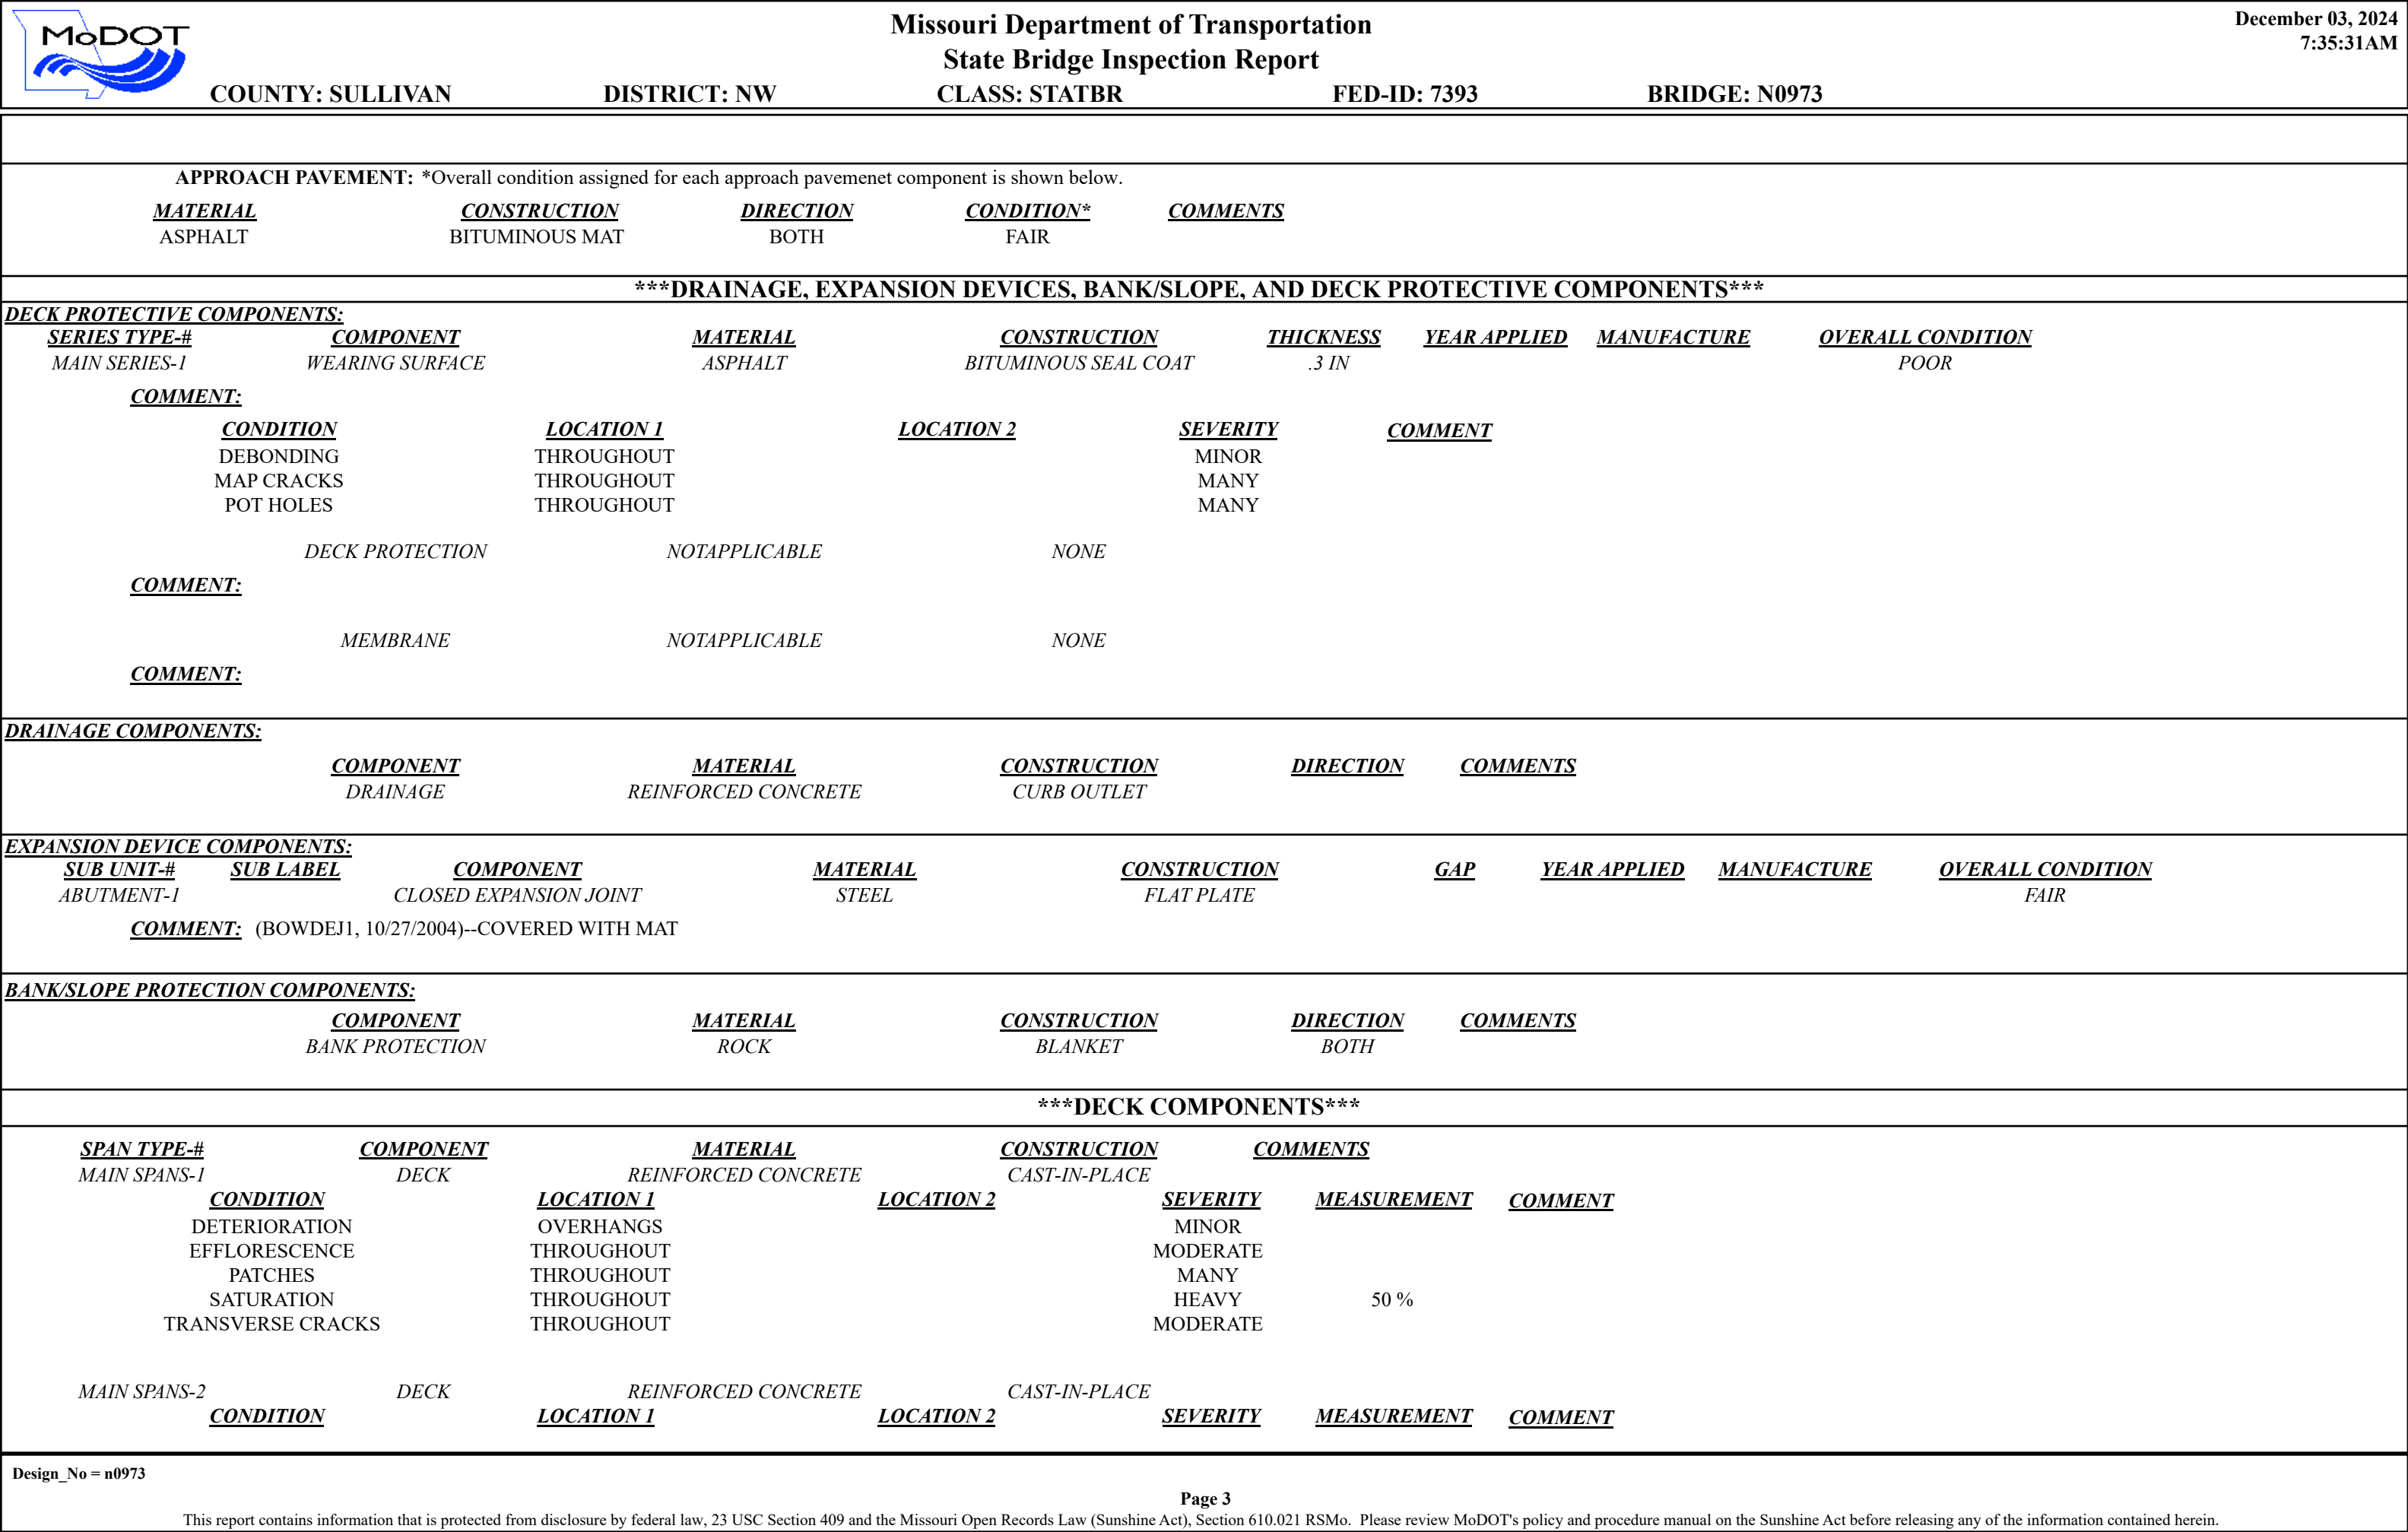 MoDOT
Missouri Department of Transportation
State Bridge Inspection Report
December 03, 2024
7:35:31AM
COUNTY: SULLIVAN DISTRICT: NW CLASS: STATBR FED-ID: 7393 BRIDGE: N0973
APPROACH PAVEMENT: *Overall condition assigned for each approach pavemenet component is shown below.
MATERIAL CONSTRUCTION DIRECTION CONDITION* COMMENTS
ASPHALT BITUMINOUS MAT BOTH FAIR
***DRAINAGE, EXPANSION DEVICES, BANK/SLOPE, AND DECK PROTECTIVE COMPONENTS***
DECK PROTECTIVE COMPONENTS:
SERIES TYPE-# COMPONENT MATERIAL CONSTRUCTION THICKNESS YEAR APPLIED MANUFACTURE OVERALL CONDITION
MAIN SERIES-1 WEARING SURFACE ASPHALT BITUMINOUS SEAL COAT .3 IN POOR
COMMENT:
CONDITION LOCATION 1 LOCATION 2 SEVERITY COMMENT
DEBONDING THROUGHOUT MINOR
MAP CRACKS THROUGHOUT MANY
POT HOLES THROUGHOUT MANY
DECK PROTECTION NOTAPPLICABLE NONE
COMMENT:
MEMBRANE NOTAPPLICABLE NONE
COMMENT:
DRAINAGE COMPONENTS:
COMPONENT MATERIAL CONSTRUCTION DIRECTION COMMENTS
DRAINAGE REINFORCED CONCRETE CURB OUTLET
EXPANSION DEVICE COMPONENTS:
SUB UNIT-# SUB LABEL COMPONENT MATERIAL CONSTRUCTION GAP YEAR APPLIED MANUFACTURE OVERALL CONDITION
ABUTMENT-1 CLOSED EXPANSION JOINT STEEL FLAT PLATE FAIR
COMMENT: (BOWDEJ1, 10/27/2004)--COVERED WITH MAT
BANK/SLOPE PROTECTION COMPONENTS:
COMPONENT MATERIAL CONSTRUCTION DIRECTION COMMENTS
BANK PROTECTION ROCK BLANKET BOTH
***DECK COMPONENTS***
SPAN TYPE-# COMPONENT MATERIAL CONSTRUCTION COMMENTS
MAIN SPANS-1 DECK REINFORCED CONCRETE CAST-IN-PLACE
CONDITION LOCATION 1 LOCATION 2 SEVERITY MEASUREMENT COMMENT
DETERIORATION OVERHANGS MINOR
EFFLORESCENCE THROUGHOUT MODERATE
PATCHES THROUGHOUT MANY
SATURATION THROUGHOUT HEAVY 50 %
TRANSVERSE CRACKS THROUGHOUT MODERATE
MAIN SPANS-2 DECK REINFORCED CONCRETE CAST-IN-PLACE
CONDITION LOCATION 1 LOCATION 2 SEVERITY MEASUREMENT COMMENT
Design_No = n0973
Page 3
This report contains information that is protected from disclosure by federal law, 23 USC Section 409 and the Missouri Open Records Law (Sunshine Act), Section 610.021 RSMo. Please review MoDOT's policy and procedure manual on the Sunshine Act before releasing any of the information contained herein.